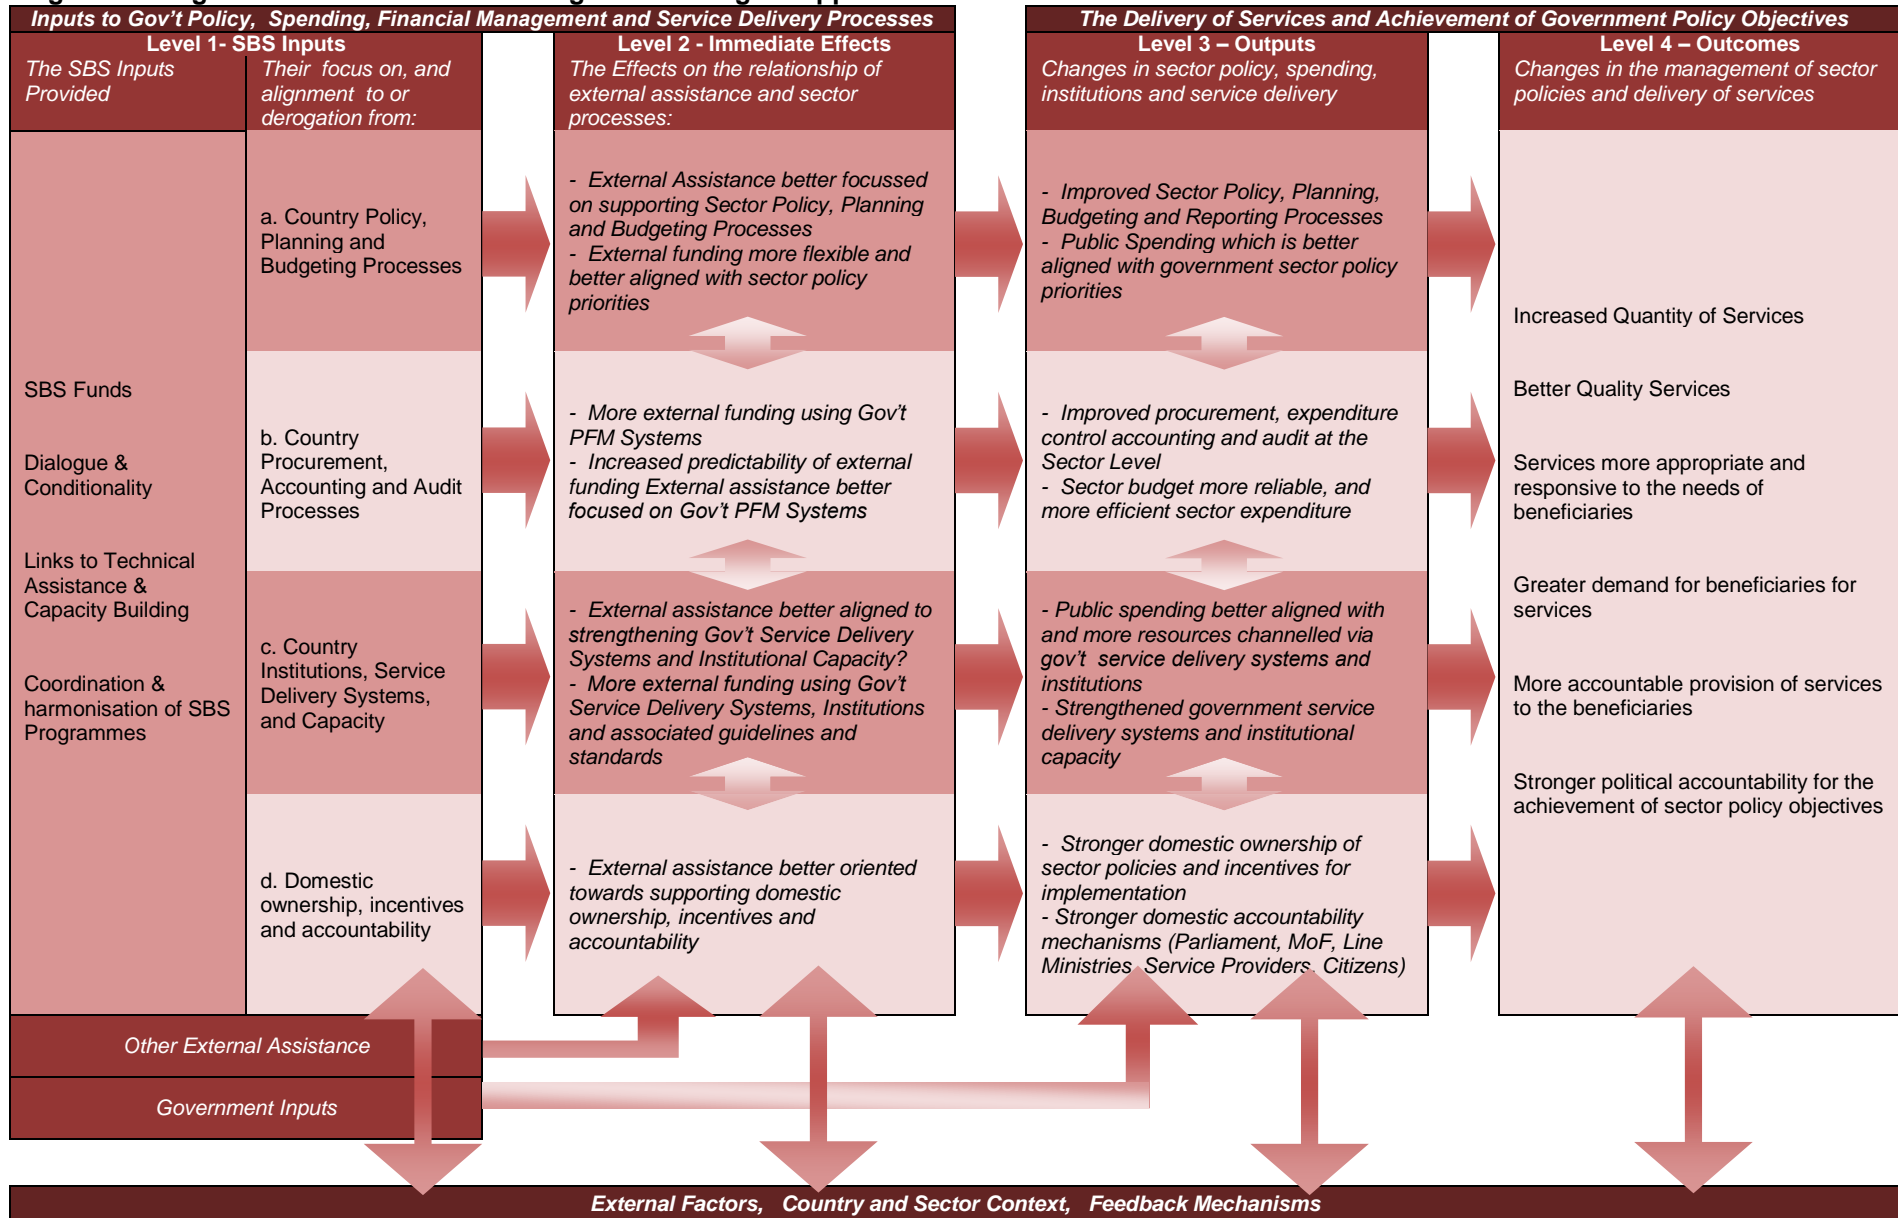 Inputs to Gov't Policy, Spending, Financial Management and Service Delivery Processes
The Delivery of Services and Achievement of Government Policy Objectives
Level 1- SBS Inputs
The SBS Inputs
Provided
Their focus on, and
alignment to or
derogation from:
Level 2 - Immediate Effects
The Effects on the relationship of
external assistance and sector
processes:
Level 3 – Outputs
Changes in sector policy, spending,
institutions and service delivery
Level 4 – Outcomes
Changes in the management of sector
policies and delivery of services
SBS Funds
Dialogue &
Conditionality
Links to Technical
Assistance &
Capacity Building
Coordination &
harmonisation of SBS
Programmes
a. Country Policy,
Planning and
Budgeting Processes
b. Country
Procurement,
Accounting and Audit
Processes
c. Country
Institutions, Service
Delivery Systems,
and Capacity
d. Domestic
ownership, incentives
and accountability
- External Assistance better focussed
on supporting Sector Policy, Planning
and Budgeting Processes
- External funding more flexible and
better aligned with sector policy
priorities
- More external funding using Gov't
PFM Systems
- Increased predictability of external
funding External assistance better
focused on Gov't PFM Systems
- External assistance better aligned to
strengthening Gov't Service Delivery
Systems and Institutional Capacity?
- More external funding using Gov't
Service Delivery Systems, Institutions
and associated guidelines and
standards
- External assistance better oriented
towards supporting domestic
ownership, incentives and
accountability
- Improved Sector Policy, Planning,
Budgeting and Reporting Processes
- Public Spending which is better
aligned with government sector policy
priorities
- Improved procurement, expenditure
control accounting and audit at the
Sector Level
- Sector budget more reliable, and
more efficient sector expenditure
- Public spending better aligned with
and more resources channelled via
gov't service delivery systems and
institutions
- Strengthened government service
delivery systems and institutional
capacity
- Stronger domestic ownership of
sector policies and incentives for
implementation
- Stronger domestic accountability
mechanisms (Parliament, MoF, Line
Ministries, Service Providers, Citizens)
Increased Quantity of Services
Better Quality Services
Services more appropriate and
responsive to the needs of
beneficiaries
Greater demand for beneficiaries for
services
More accountable provision of services
to the beneficiaries
Stronger political accountability for the
achievement of sector policy objectives
Other External Assistance
Government Inputs
External Factors, Country and Sector Context, Feedback Mechanisms